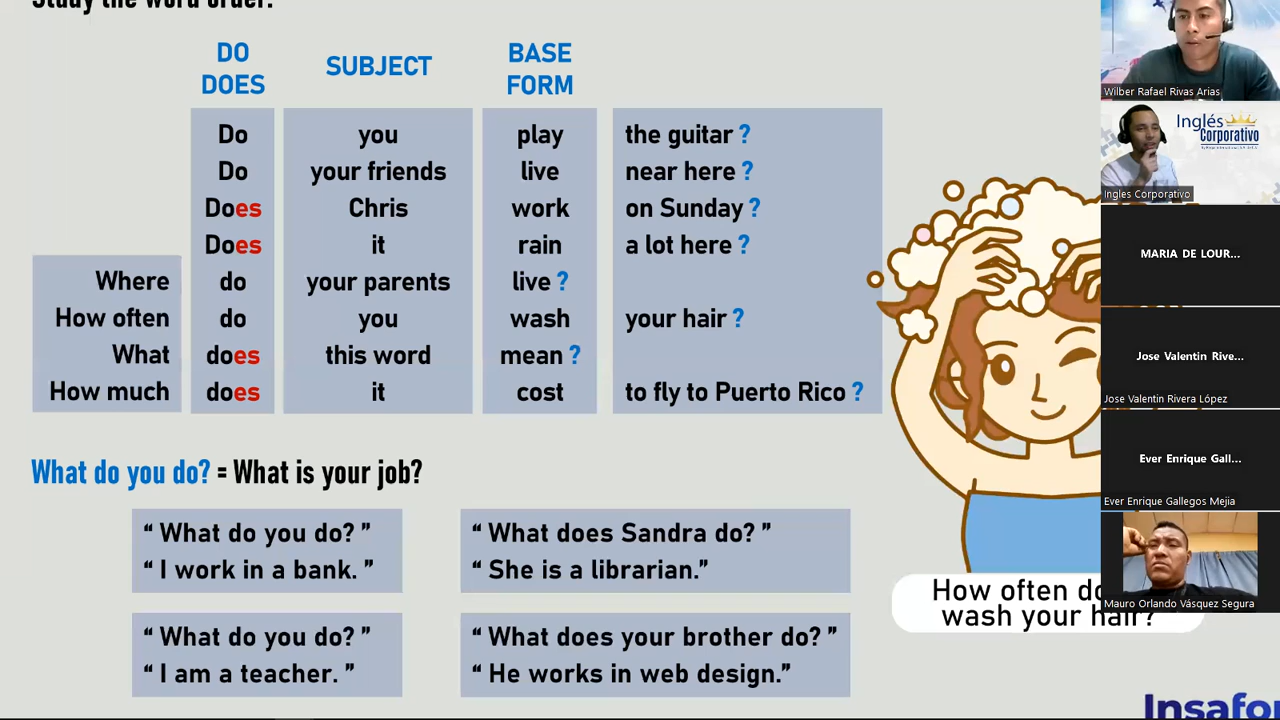 Study the word order:
DO DOES SUBJECT BASE FORM
Do you play the guitar ?
Do your friends live near here ?
Does Chris work on Sunday ?
Does it rain a lot here ?
Where do your parents live ?
How often do you wash your hair ?
What does this word mean ?
How much does it cost to fly to Puerto Rico ?
What do you do? = What is your job?
“ What do you do? ”
“ I work in a bank. ”
“ What does Sandra do? ”
“ She is a librarian.”
“ What do you do? ”
“ I am a teacher. ”
“ What does your brother do? ”
“ He works in web design.”
How often do
wash your hair?
Wilber Rafael Rivas Arias
Inglés
Corporativo
Ingles Corporativo
MARIA DE LOUR...
Jose Valentin Rive...
Jose Valentin Rivera López
Ever Enrique Gall...
Ever Enrique Gallegos Mejia
Mauro Orlando Vásquez Segura
Insafo